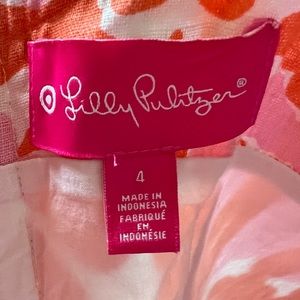 Lilly Pulitzer®
4
MADE IN
INDONESIA
FABRIQUÉ
EN
INDONÉSIE